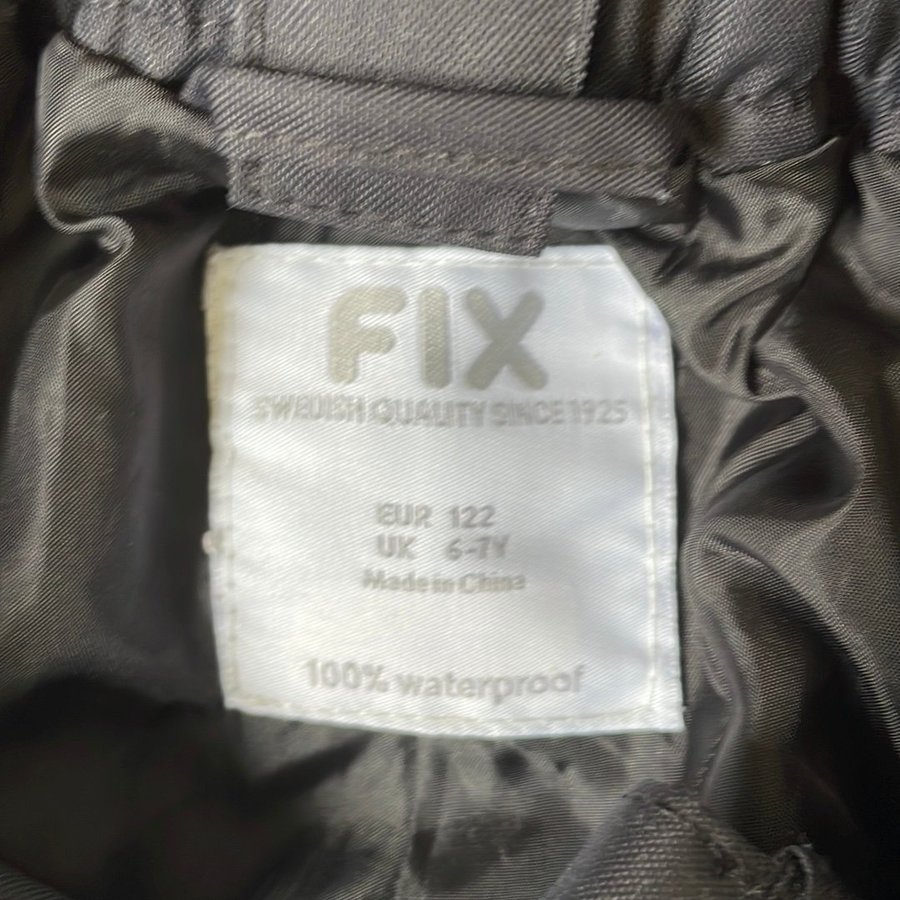 FIX
SWEDISH QUALITY SINCE 1925
EUR 122
UK 6-7Y
Made in China
100% waterproof